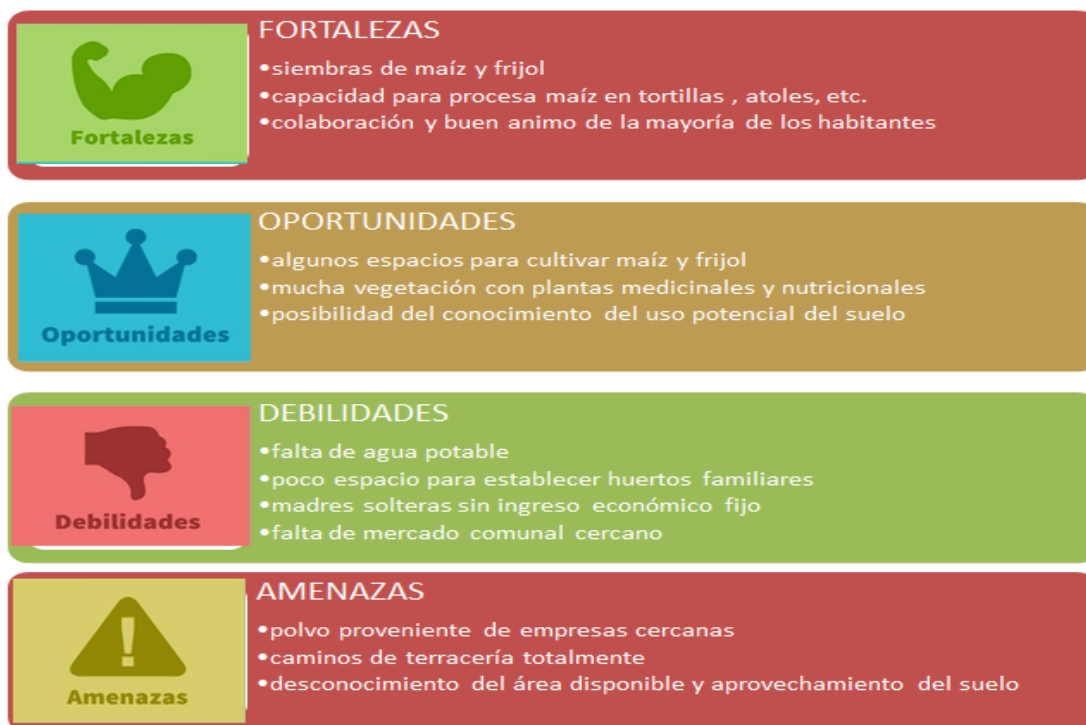 FORTALEZAS
Fortalezas
•siembras de maíz y frijol
•capacidad para procesa maíz en tortillas , atoles, etc.
•colaboración y buen animo de la mayoría de los habitantes
OPORTUNIDADES
Oportunidades
•algunos espacios para cultivar maíz y frijol
•mucha vegetación con plantas medicinales y nutricionales
•posibilidad del conocimiento del uso potencial del suelo
DEBILIDADES
Debilidades
•falta de agua potable
•poco espacio para establecer huertos familiares
•madres solteras sin ingreso económico fijo
•falta de mercado comunal cercano
AMENAZAS
Amenazas
•polvo proveniente de empresas cercanas
•caminos de terracería totalmente
•desconocimiento del área disponible y aprovechamiento del suelo